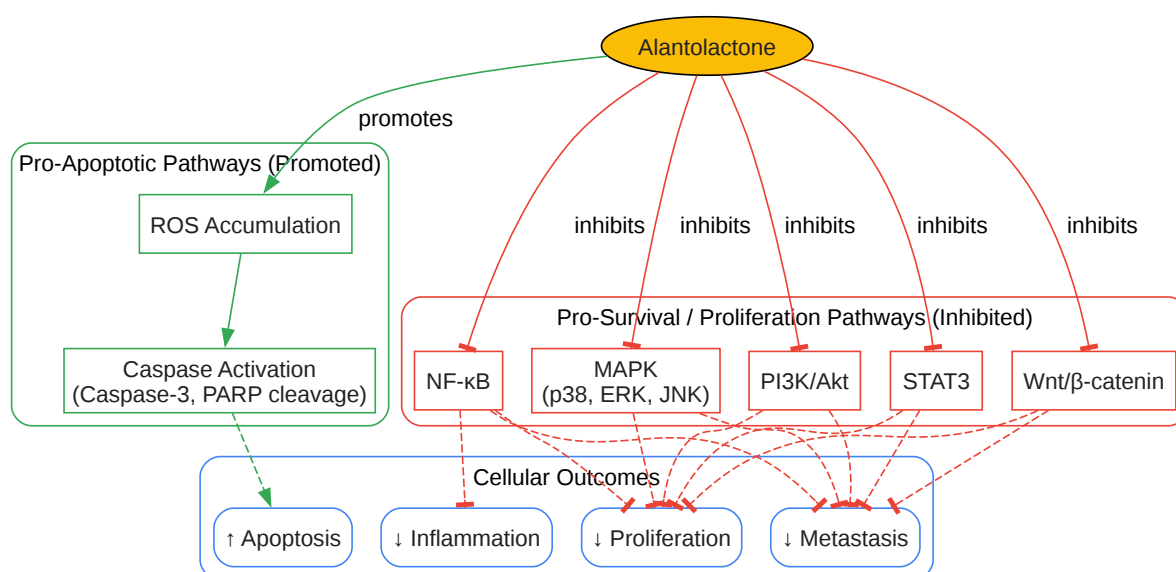 Alantolactone
promotes
Pro-Apoptotic Pathways (Promoted)
ROS Accumulation
inhibits
inhibits
inhibits
inhibits
inhibits
Pro-Survival / Proliferation Pathways (Inhibited)
Caspase Activation
(Caspase-3, PARP cleavage)
NF-κB
MAPK
(p38, ERK, JNK)
PI3K/Akt
STAT3
Wnt/β-catenin
Cellular Outcomes
↑ Apoptosis
↓ Inflammation
↓ Proliferation
↓ Metastasis